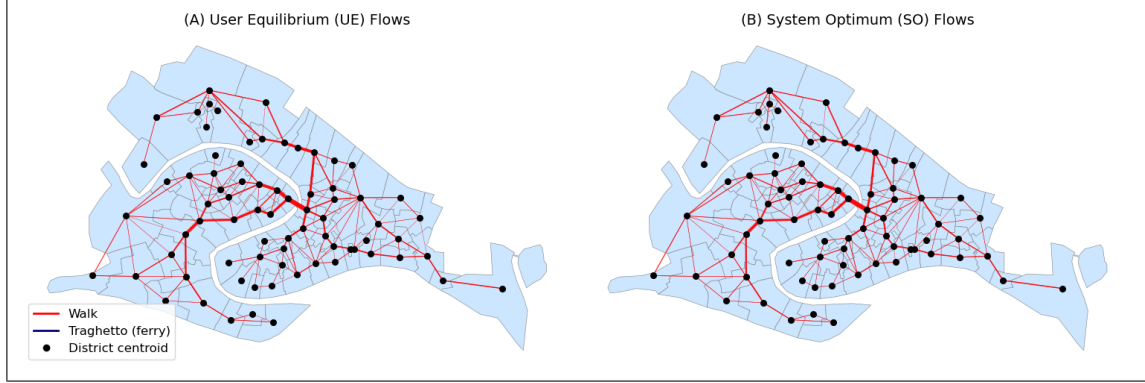 (A) User Equilibrium (UE) Flows
(B) System Optimum (SO) Flows
Walk
Traghetto (ferry)
District centroid